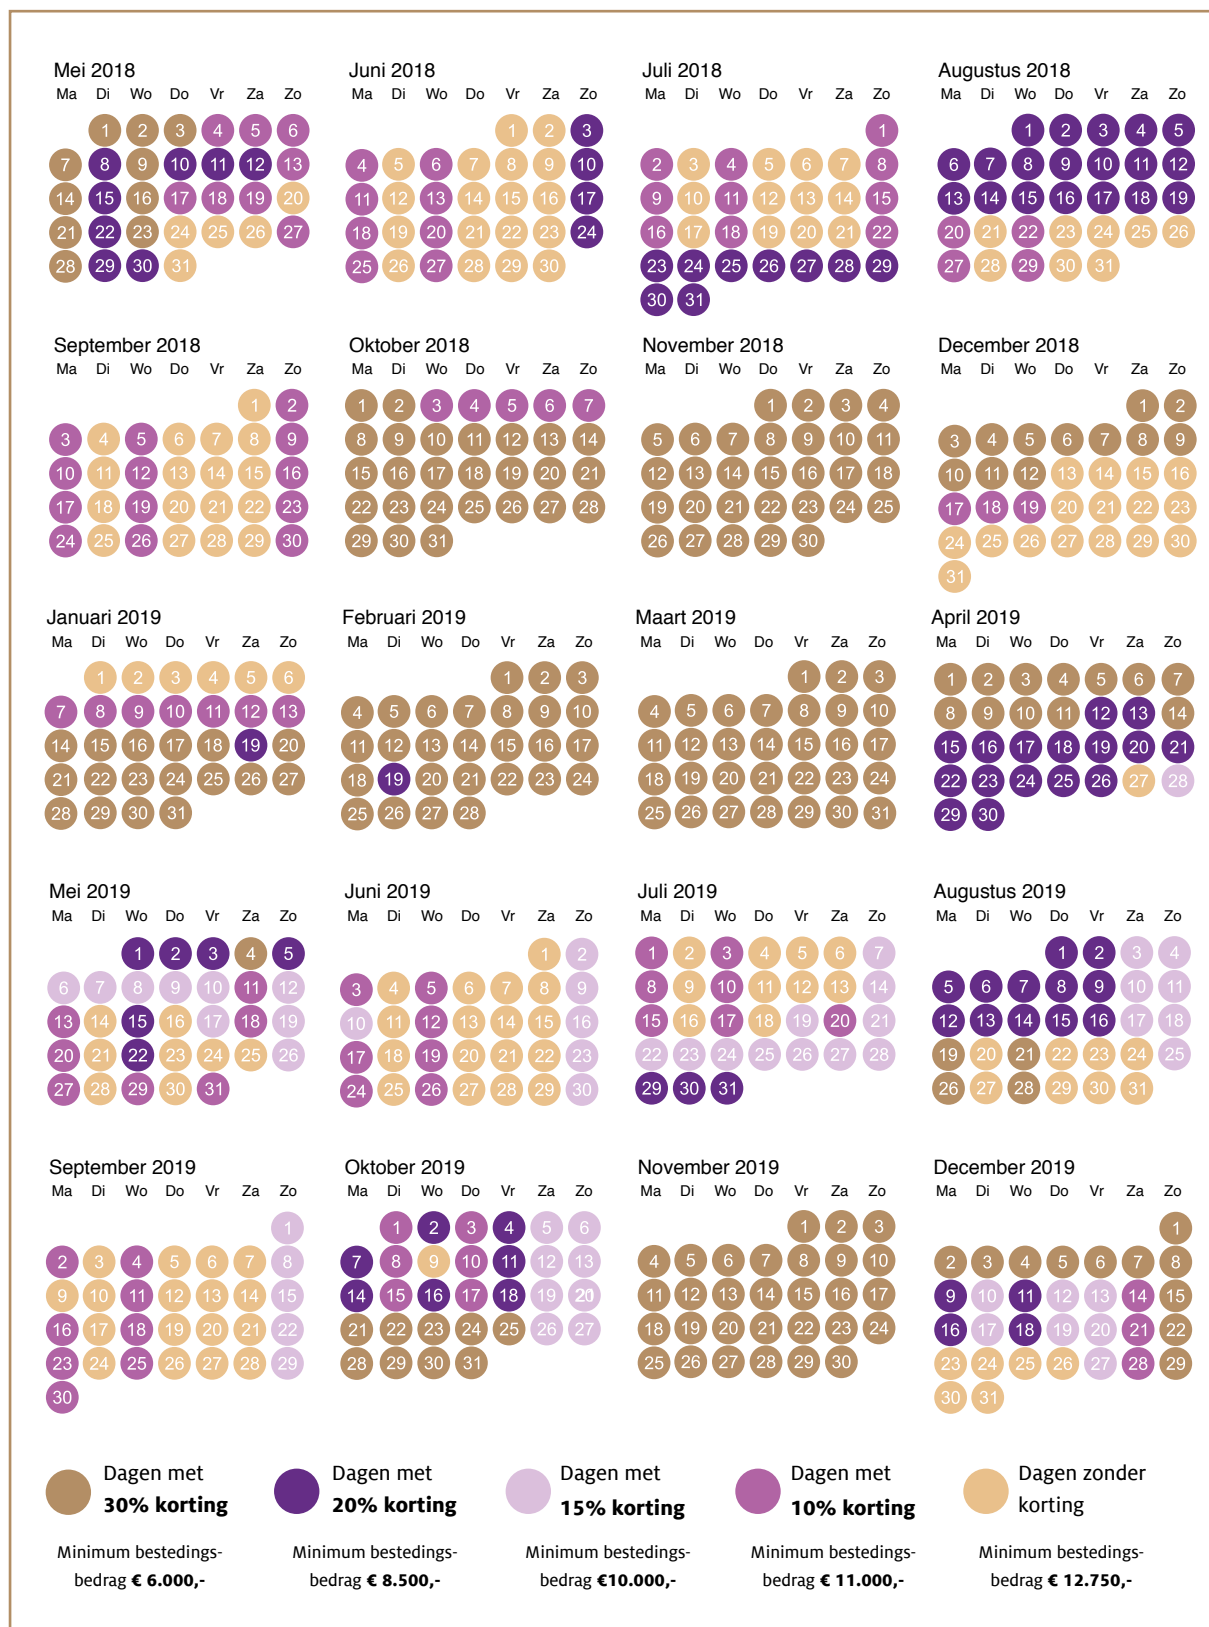 Mei 2018 Juni 2018 Juli 2018 Augustus 2018
Ma Di Wo Do Vr Za Zo Ma Di Wo Do Vr Za Zo Ma Di Wo Do Vr Za Zo Ma Di Wo Do Vr Za Zo
1 2 3 4 5 6 1 2 3 1 1 2 3 4 5
7 8 9 10 11 12 13 4 5 6 7 8 9 10 2 3 4 5 6 7 8 6 7 8 9 10 11 12
14 15 16 17 18 19 20 11 12 13 14 15 16 17 9 10 11 12 13 14 15 13 14 15 16 17 18 19
21 22 23 24 25 26 27 18 19 20 21 22 23 24 16 17 18 19 20 21 22 20 21 22 23 24 25 26
28 29 30 31 25 26 27 28 29 30 23 24 25 26 27 28 29 27 28 29 30 31
30 31
September 2018 Oktober 2018 November 2018 December 2018
Ma Di Wo Do Vr Za Zo Ma Di Wo Do Vr Za Zo Ma Di Wo Do Vr Za Zo Ma Di Wo Do Vr Za Zo
1 2 1 2 3 4 5 6 7 1 2 3 4 1 2
3 4 5 6 7 8 9 8 9 10 11 12 13 14 5 6 7 8 9 10 11 3 4 5 6 7 8 9
10 11 12 13 14 15 16 15 16 17 18 19 20 21 12 13 14 15 16 17 18 10 11 12 13 14 15 16
17 18 19 20 21 22 23 22 23 24 25 26 27 28 19 20 21 22 23 24 25 17 18 19 20 21 22 23
24 25 26 27 28 29 30 29 30 31 26 27 28 29 30 24 25 26 27 28 29 30
31
Januari 2019 Februari 2019 Maart 2019 April 2019
Ma Di Wo Do Vr Za Zo Ma Di Wo Do Vr Za Zo Ma Di Wo Do Vr Za Zo Ma Di Wo Do Vr Za Zo
1 2 3 4 5 6 1 2 3 1 2 3 1 2 3 4 5 6 7
7 8 9 10 11 12 13 4 5 6 7 8 9 10 4 5 6 7 8 9 10 8 9 10 11 12 13 14
14 15 16 17 18 19 20 11 12 13 14 15 16 17 11 12 13 14 15 16 17 15 16 17 18 19 20 21
21 22 23 24 25 26 27 18 19 20 21 22 23 24 18 19 20 21 22 23 24 22 23 24 25 26 27 28
28 29 30 31 25 26 27 28 25 26 27 28 29 30 31 29 30
Mei 2019 Juni 2019 Juli 2019 Augustus 2019
Ma Di Wo Do Vr Za Zo Ma Di Wo Do Vr Za Zo Ma Di Wo Do Vr Za Zo Ma Di Wo Do Vr Za Zo
1 2 3 4 5 1 2 1 2 3 4 5 6 7 1 2 3 4
6 7 8 9 10 11 12 3 4 5 6 7 8 9 8 9 10 11 12 13 14 5 6 7 8 9 10 11
13 14 15 16 17 18 19 10 11 12 13 14 15 16 15 16 17 18 19 20 21 12 13 14 15 16 17 18
20 21 22 23 24 25 26 17 18 19 20 21 22 23 22 23 24 25 26 27 28 19 20 21 22 23 24 25
27 28 29 30 31 24 25 26 27 28 29 30 29 30 31 26 27 28 29 30 31
September 2019 Oktober 2019 November 2019 December 2019
Ma Di Wo Do Vr Za Zo Ma Di Wo Do Vr Za Zo Ma Di Wo Do Vr Za Zo Ma Di Wo Do Vr Za Zo
1 1 2 3 4 5 6 1 2 3 1
2 3 4 5 6 7 8 7 8 9 10 11 12 13 4 5 6 7 8 9 10 2 3 4 5 6 7 8
9 10 11 12 13 14 15 14 15 16 17 18 19 20 11 12 13 14 15 16 17 9 10 11 12 13 14 15
16 17 18 19 20 21 22 21 22 23 24 25 26 27 18 19 20 21 22 23 24 16 17 18 19 20 21 22
23 24 25 26 27 28 29 28 29 30 31 25 26 27 28 29 30 23 24 25 26 27 28 29
30 30 31
Dagen met Dagen met Dagen met Dagen met Dagen zonder
30% korting 20% korting 15% korting 10% korting korting
Minimum bestedings- Minimum bestedings- Minimum bestedings- Minimum bestedings- Minimum bestedings-
bedrag € 6.000,- bedrag € 8.500,- bedrag €10.000,- bedrag € 11.000,- bedrag € 12.750,-